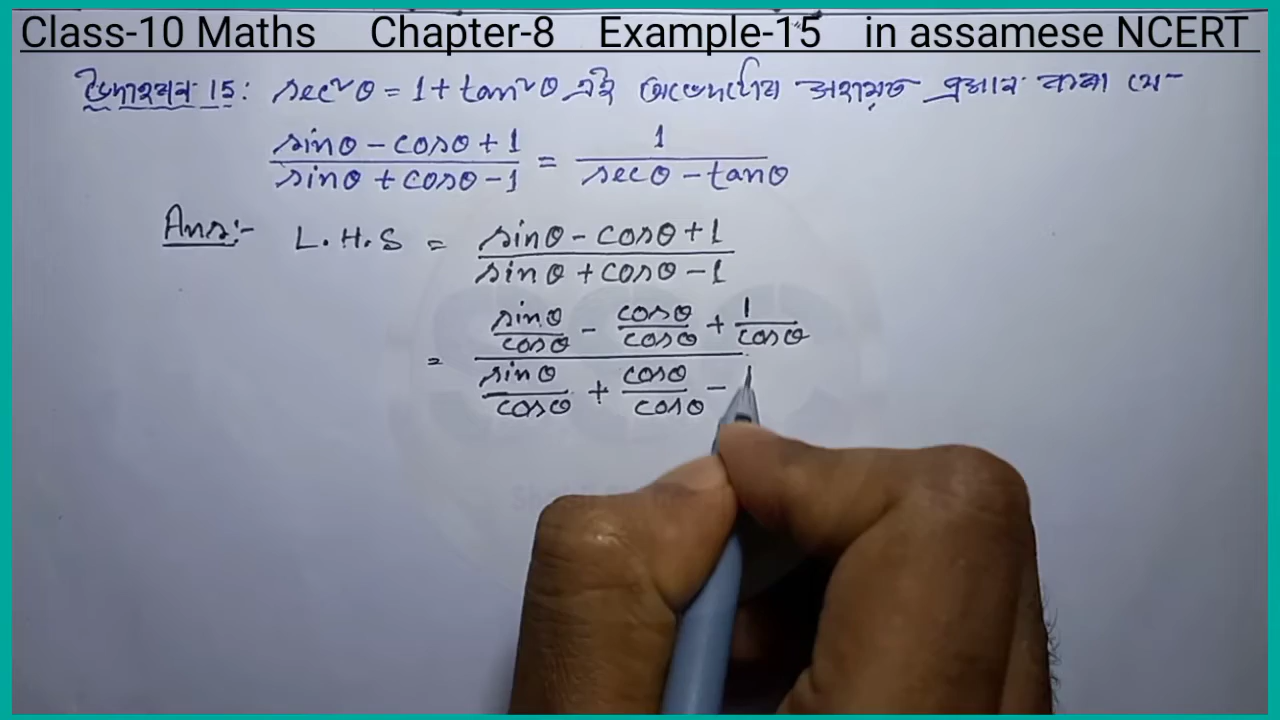 Class-10 Maths Chapter-8 Example-15 in assamese NCERT
উদাহৰণ 15: sec²θ = 1 + tan²θ এই অভেদটোৰ সহায়ত প্ৰমাণ কৰা যে-
sinθ - cosθ + 1 / sinθ + cosθ - 1 = 1 / secθ - tanθ
Ans:- L.H.S = sinθ - cosθ + 1 / sinθ + cosθ - 1
= sinθ/cosθ - cosθ/cosθ + 1/cosθ / sinθ/cosθ + cosθ/cosθ - 1